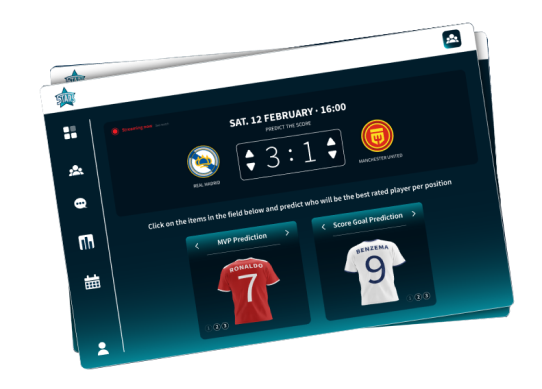 START
SAT. 12 FEBRUARY · 16:00
Streaming now
PREDICT THE SCORE
3 : 1
REAL MADRID
MANCHESTER UNITED
Click on the items in the field below and predict who will be the best rated player per position
MVP Prediction
Score Goal Prediction
RONALDO
7
BENZEMA
9
1 2 3
1 2 3